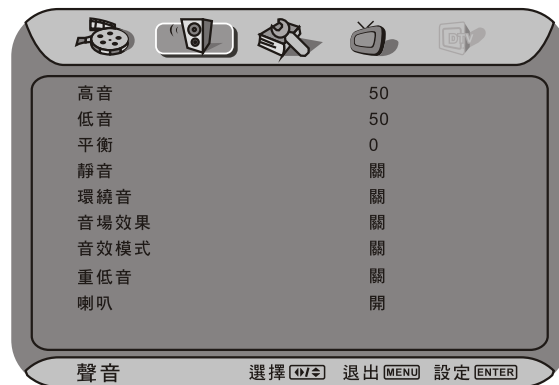 DTV
高音 50
低音 50
平衡 0
靜音 關
環繞音 關
音場效果 關
音效模式 關
重低音 關
喇叭 開
聲音 選擇 退出 MENU 設定 ENTER